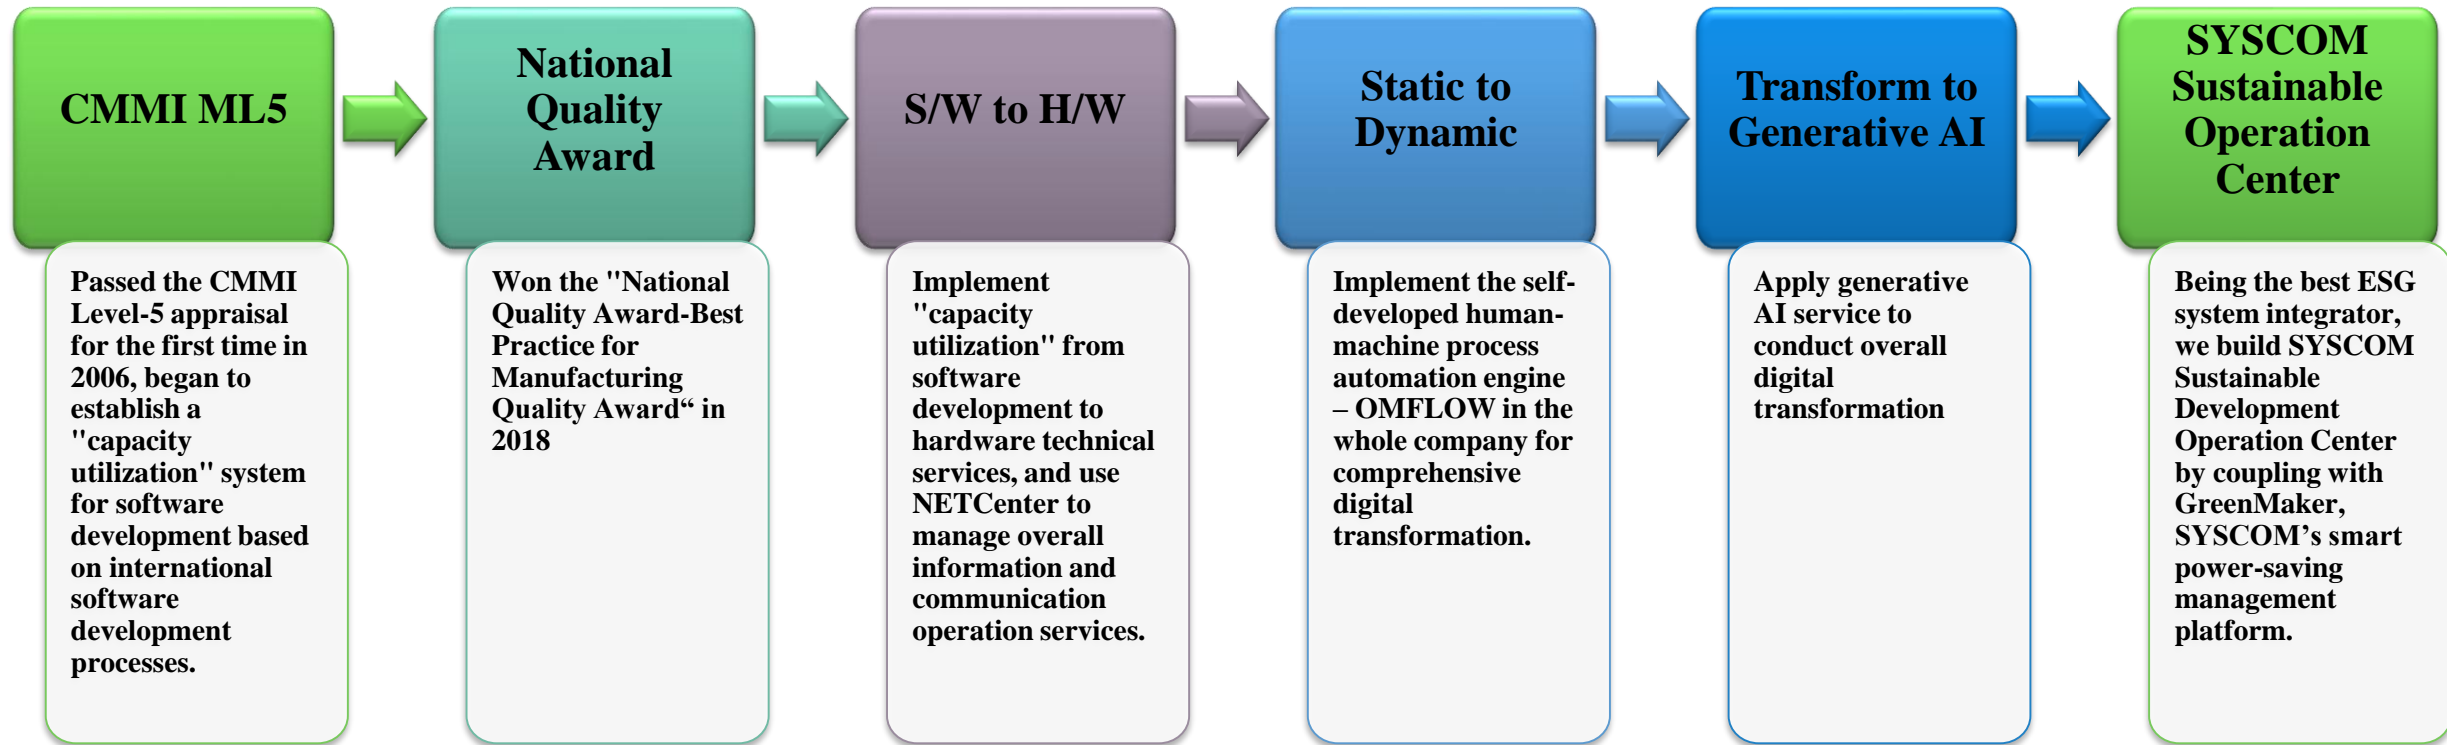 CMMI ML5
Passed the CMMI
Level-5 appraisal
for the first time in
2006, began to
establish a
"capacity
utilization" system
for software
development based
on international
software
development
processes.
National
Quality
Award
Won the "National
Quality Award-Best
Practice for
Manufacturing
Quality Award“ in
2018
S/W to H/W
Implement
"capacity
utilization" from
software
development to
hardware technical
services, and use
NETCenter to
manage overall
information and
communication
operation services.
Static to
Dynamic
Implement the self-
developed human-
machine process
automation engine
– OMFLOW in the
whole company for
comprehensive
digital
transformation.
Transform to
Generative AI
Apply generative
AI service to
conduct overall
digital
transformation
SYSCOM
Sustainable
Operation
Center
Being the best ESG
system integrator,
we build SYSCOM
Sustainable
Development
Operation Center
by coupling with
GreenMaker,
SYSCOM’s smart
power-saving
management
platform.